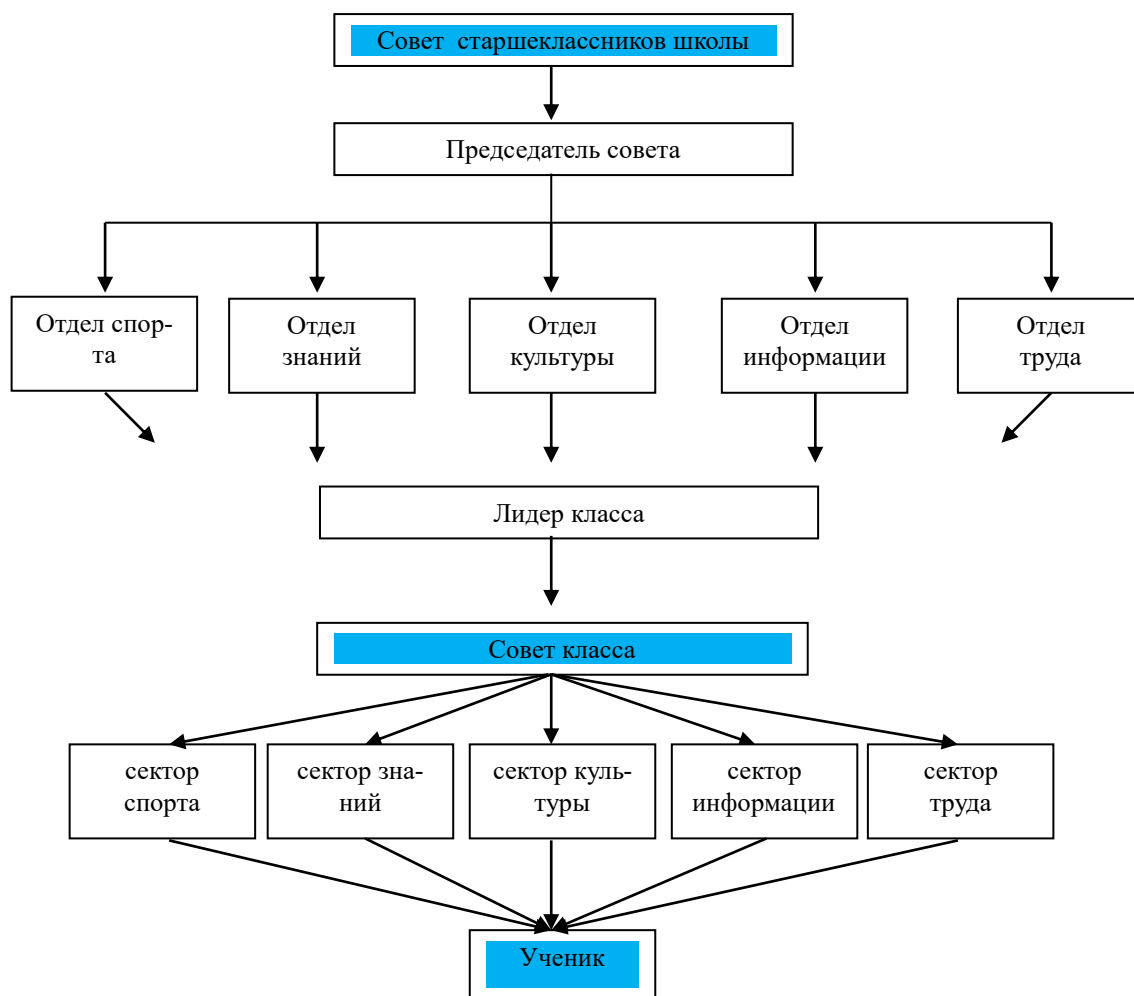 Совет  старшеклассников школы
Председатель совета
Отдел спор-
та
Отдел
знаний
Отдел
культуры
Отдел
информации
Отдел
труда
Лидер класса
Совет класса
сектор
спорта
сектор зна-
ний
сектор куль-
туры
сектор
информации
сектор
труда
Ученик